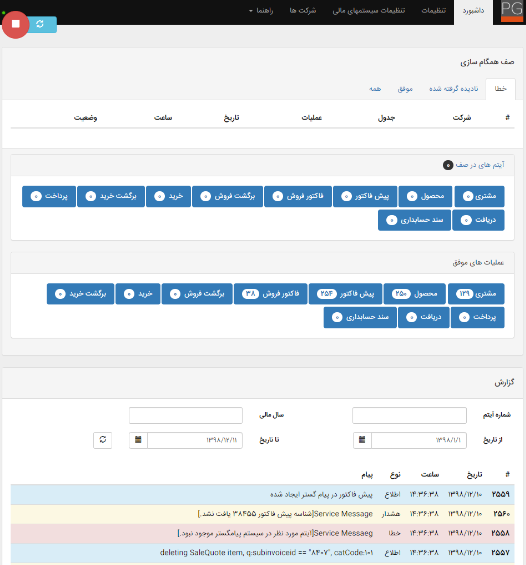 PG
داشبورد تنظیمات تنظیمات سیستمهای مالی شرکت ها راهنما
صف همگام سازی
خطا نادیده گرفته شده موفق همه
# شرکت جدول عملیات تاریخ ساعت وضعیت
آیتم های در صف ۰
مشتری ۰ محصول ۰ پیش فاکتور ۰ فاکتور فروش ۰ برگشت فروش ۰ خرید ۰ برگشت خرید ۰ پرداخت ۰
دریافت ۰ سند حسابداری ۰
عملیات های موفق
مشتری ۱۳۹ محصول ۲۵۰ پیش فاکتور ۲۵۴ فاکتور فروش ۳۸ برگشت فروش ۰ خرید ۰ برگشت خرید ۰
پرداخت ۰ دریافت ۰ سند حسابداری ۰
گزارش
شماره آیتم سال مالی
از تاریخ ۱۳۹۸/۱/۱ تا تاریخ ۱۳۹۸/۱۲/۱۱
# تاریخ ساعت نوع پیام
۲۵۵۹ ۱۳۹۸/۱۲/۱۰ ۱۴:۳۶:۳۸ اطلاع پیش فاکتور در پیام گستر ایجاد شده
۲۵۶۰ ۱۳۹۸/۱۲/۱۰ ۱۴:۳۶:۳۸ هشدار Service Message[شناسه پیش فاکتور ۳۸۴۵۵ یافت نشد.]
۲۵۵۸ ۱۳۹۸/۱۲/۱۰ ۱۴:۳۶:۳۸ خطا Service Messaeg[آیتم مورد نظر در سیستم پیامگستر موجود نبود.]
۲۵۵۷ ۱۳۹۸/۱۲/۱۰ ۱۴:۳۶:۳۸ اطلاع deleting SaleQuote item, q:subinvoiceid == "۸۴۰۷", catCode:۱۰۱